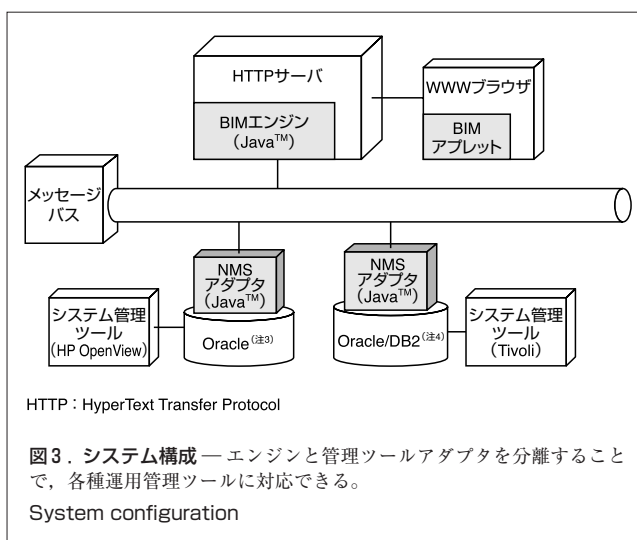 HTTPサーバ
BIMエンジン
(Java™)
WWWブラウザ
BIM
アプレット
メッセージ
バス
NMS
アダプタ
(Java™)
NMS
アダプタ
(Java™)
システム管理
ツール
(HP OpenView)
Oracle(注3)
Oracle/DB2(注4)
システム管理
ツール
(Tivoli)
HTTP：HyperText Transfer Protocol
図3．システム構成 — エンジンと管理ツールアダプタを分離すること
で，各種運用管理ツールに対応できる。
System configuration